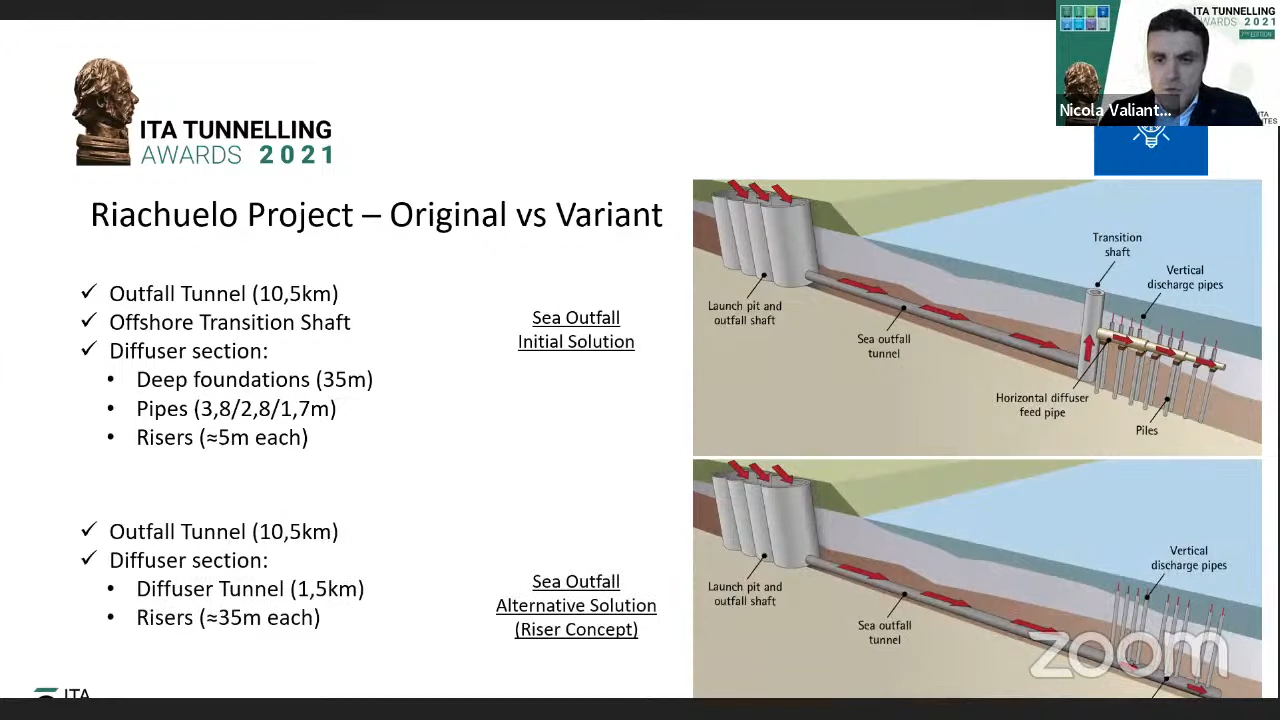 ITA TUNNELLING
AWARDS 2021
Riachuelo Project – Original vs Variant
✓ Outfall Tunnel (10,5km)
✓ Offshore Transition Shaft
✓ Diffuser section:
• Deep foundations (35m)
• Pipes (3,8/2,8/1,7m)
• Risers (≈5m each)
Sea Outfall
Initial Solution
✓ Outfall Tunnel (10,5km)
✓ Diffuser section:
• Diffuser Tunnel (1,5km)
• Risers (≈35m each)
Sea Outfall
Alternative Solution
(Riser Concept)
ITA
ITA TUNNELLING
AWARDS 2021
Nicola Valiant...
Transition
shaft
Vertical
discharge pipes
Launch pit and
outfall shaft
Sea outfall
tunnel
Horizontal diffuser
feed pipe
Piles
Vertical
discharge pipes
Launch pit and
outfall shaft
Sea outfall
tunnel
zoom